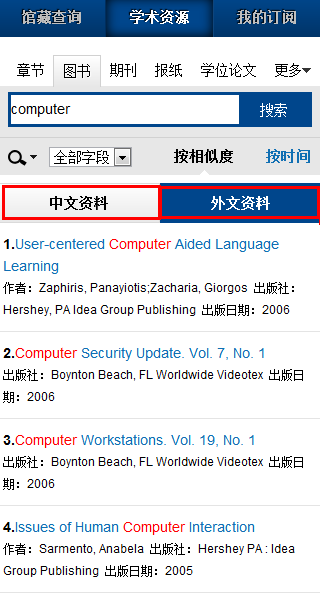 馆藏查询 学术资源 我的订阅
章节 图书 期刊 报纸 学位论文 更多
computer 搜索
全部字段 按相似度 按时间
中文资料 外文资料
1.User-centered Computer Aided Language
Learning
作者：Zaphiris, Panayiotis;Zacharia, Giorgos 出版社：
Hershey, PA Idea Group Publishing 出版日期：2006
2.Computer Security Update. Vol. 7, No. 1
出版社：Boynton Beach, FL Worldwide Videotex 出版日
期：2006
3.Computer Workstations. Vol. 19, No. 1
出版社：Boynton Beach, FL Worldwide Videotex 出版日
期：2006
4.Issues of Human Computer Interaction
作者：Sarmento, Anabela 出版社：Hershey PA : Idea
Group Publishing 出版日期：2005